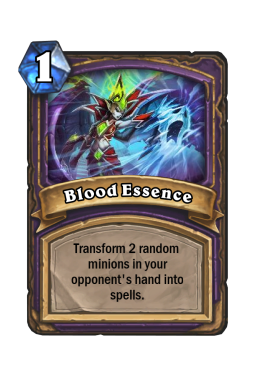 1
Blood Essence
Transform 2 random
minions in your
opponent's hand into
spells.